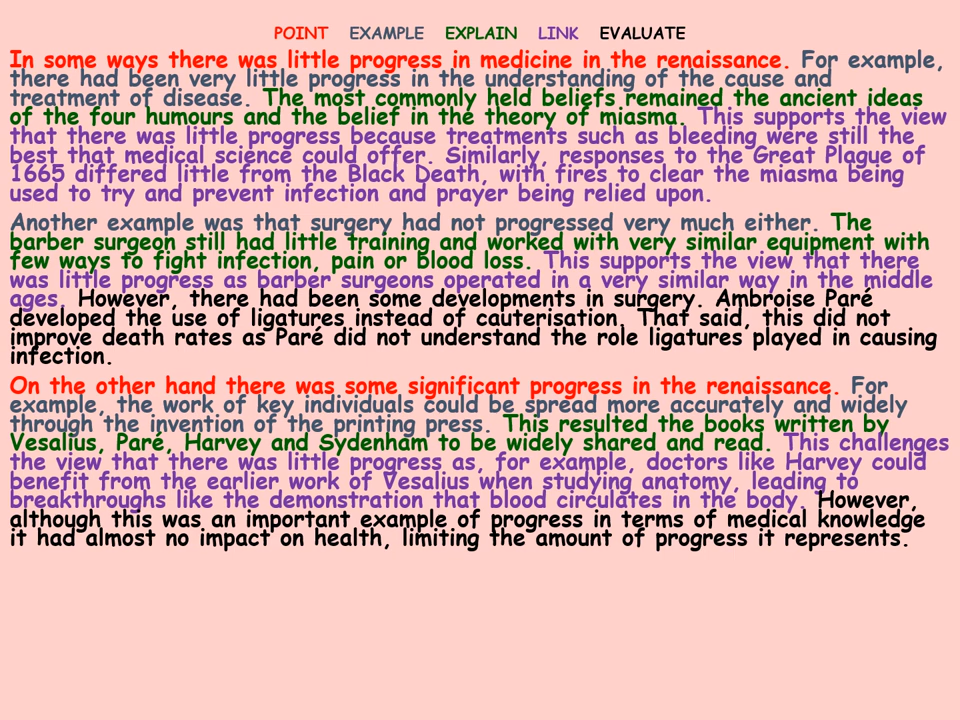 POINT EXAMPLE EXPLAIN LINK EVALUATE
In some ways there was little progress in medicine in the renaissance. For example,
there had been very little progress in the understanding of the cause and
treatment of disease. The most commonly held beliefs remained the ancient ideas
of the four humours and the belief in the theory of miasma. This supports the view
that there was little progress because treatments such as bleeding were still the
best that medical science could offer. Similarly, responses to the Great Plague of
1665 differed little from the Black Death, with fires to clear the miasma being
used to try and prevent infection and prayer being relied upon.
Another example was that surgery had not progressed very much either. The
barber surgeon still had little training and worked with very similar equipment with
few ways to fight infection, pain or blood loss. This supports the view that there
was little progress as barber surgeons operated in a very similar way in the middle
ages. However, there had been some developments in surgery. Ambroise Paré
developed the use of ligatures instead of cauterisation. That said, this did not
improve death rates as Paré did not understand the role ligatures played in causing
infection.
On the other hand there was some significant progress in the renaissance. For
example, the work of key individuals could be spread more accurately and widely
through the invention of the printing press. This resulted the books written by
Vesalius, Paré, Harvey and Sydenham to be widely shared and read. This challenges
the view that there was little progress as, for example, doctors like Harvey could
benefit from the earlier work of Vesalius when studying anatomy, leading to
breakthroughs like the demonstration that blood circulates in the body. However,
although this was an important example of progress in terms of medical knowledge
it had almost no impact on health, limiting the amount of progress it represents.